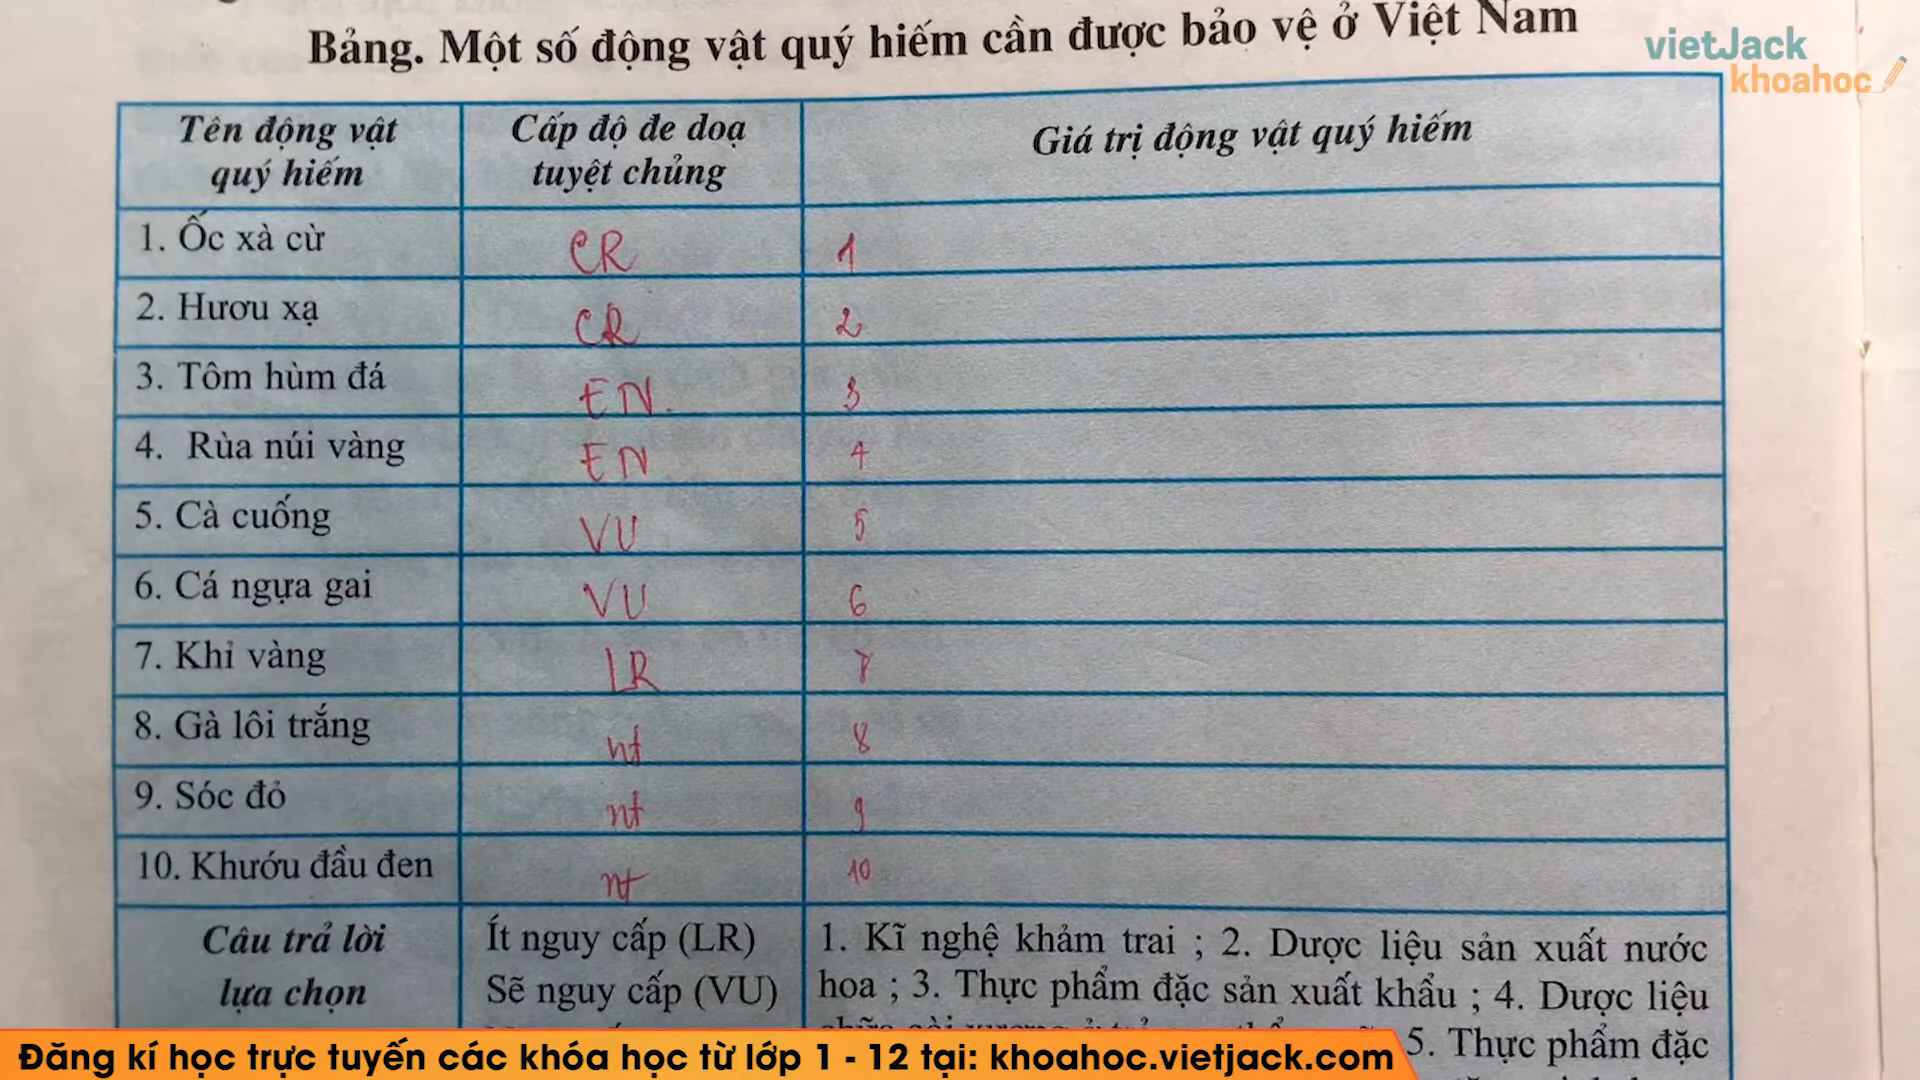 Bảng. Một số động vật quý hiếm cần được bảo vệ ở Việt Nam
vietJack
khoahoc
Tên động vật quý hiếm
Cấp độ đe doạ tuyệt chủng
Giá trị động vật quý hiếm
1. Ốc xà cừ CR 1
2. Hươu xạ CR 2
3. Tôm hùm đá EN 3
4. Rùa núi vàng EN 4
5. Cà cuống VU 5
6. Cá ngựa gai VU 6
7. Khỉ vàng LR 7
8. Gà lôi trắng nt 8
9. Sóc đỏ nt 9
10. Khướu đầu đen nt 10
Câu trả lời
lựa chọn
Ít nguy cấp (LR)
Sẽ nguy cấp (VU)
1. Kĩ nghệ khảm trai ; 2. Dược liệu sản xuất nước
hoa ; 3. Thực phẩm đặc sản xuất khẩu ; 4. Dược liệu
5. Thực phẩm đặc
Đăng kí học trực tuyến các khóa học từ lớp 1 - 12 tại: khoahoc.vietjack.com